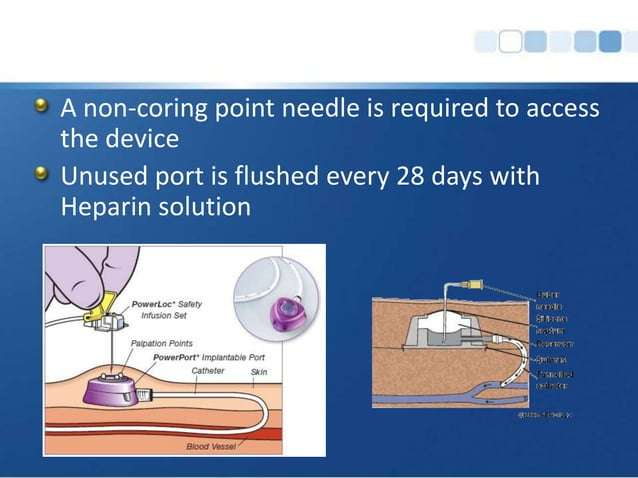 A non-coring point needle is required to access
the device
Unused port is flushed every 28 days with
Heparin solution
PowerLoc* Safety
Infusion Set
Palpation Points
PowerPort* Implantable Port
Catheter
Skin
Blood Vessel
needle